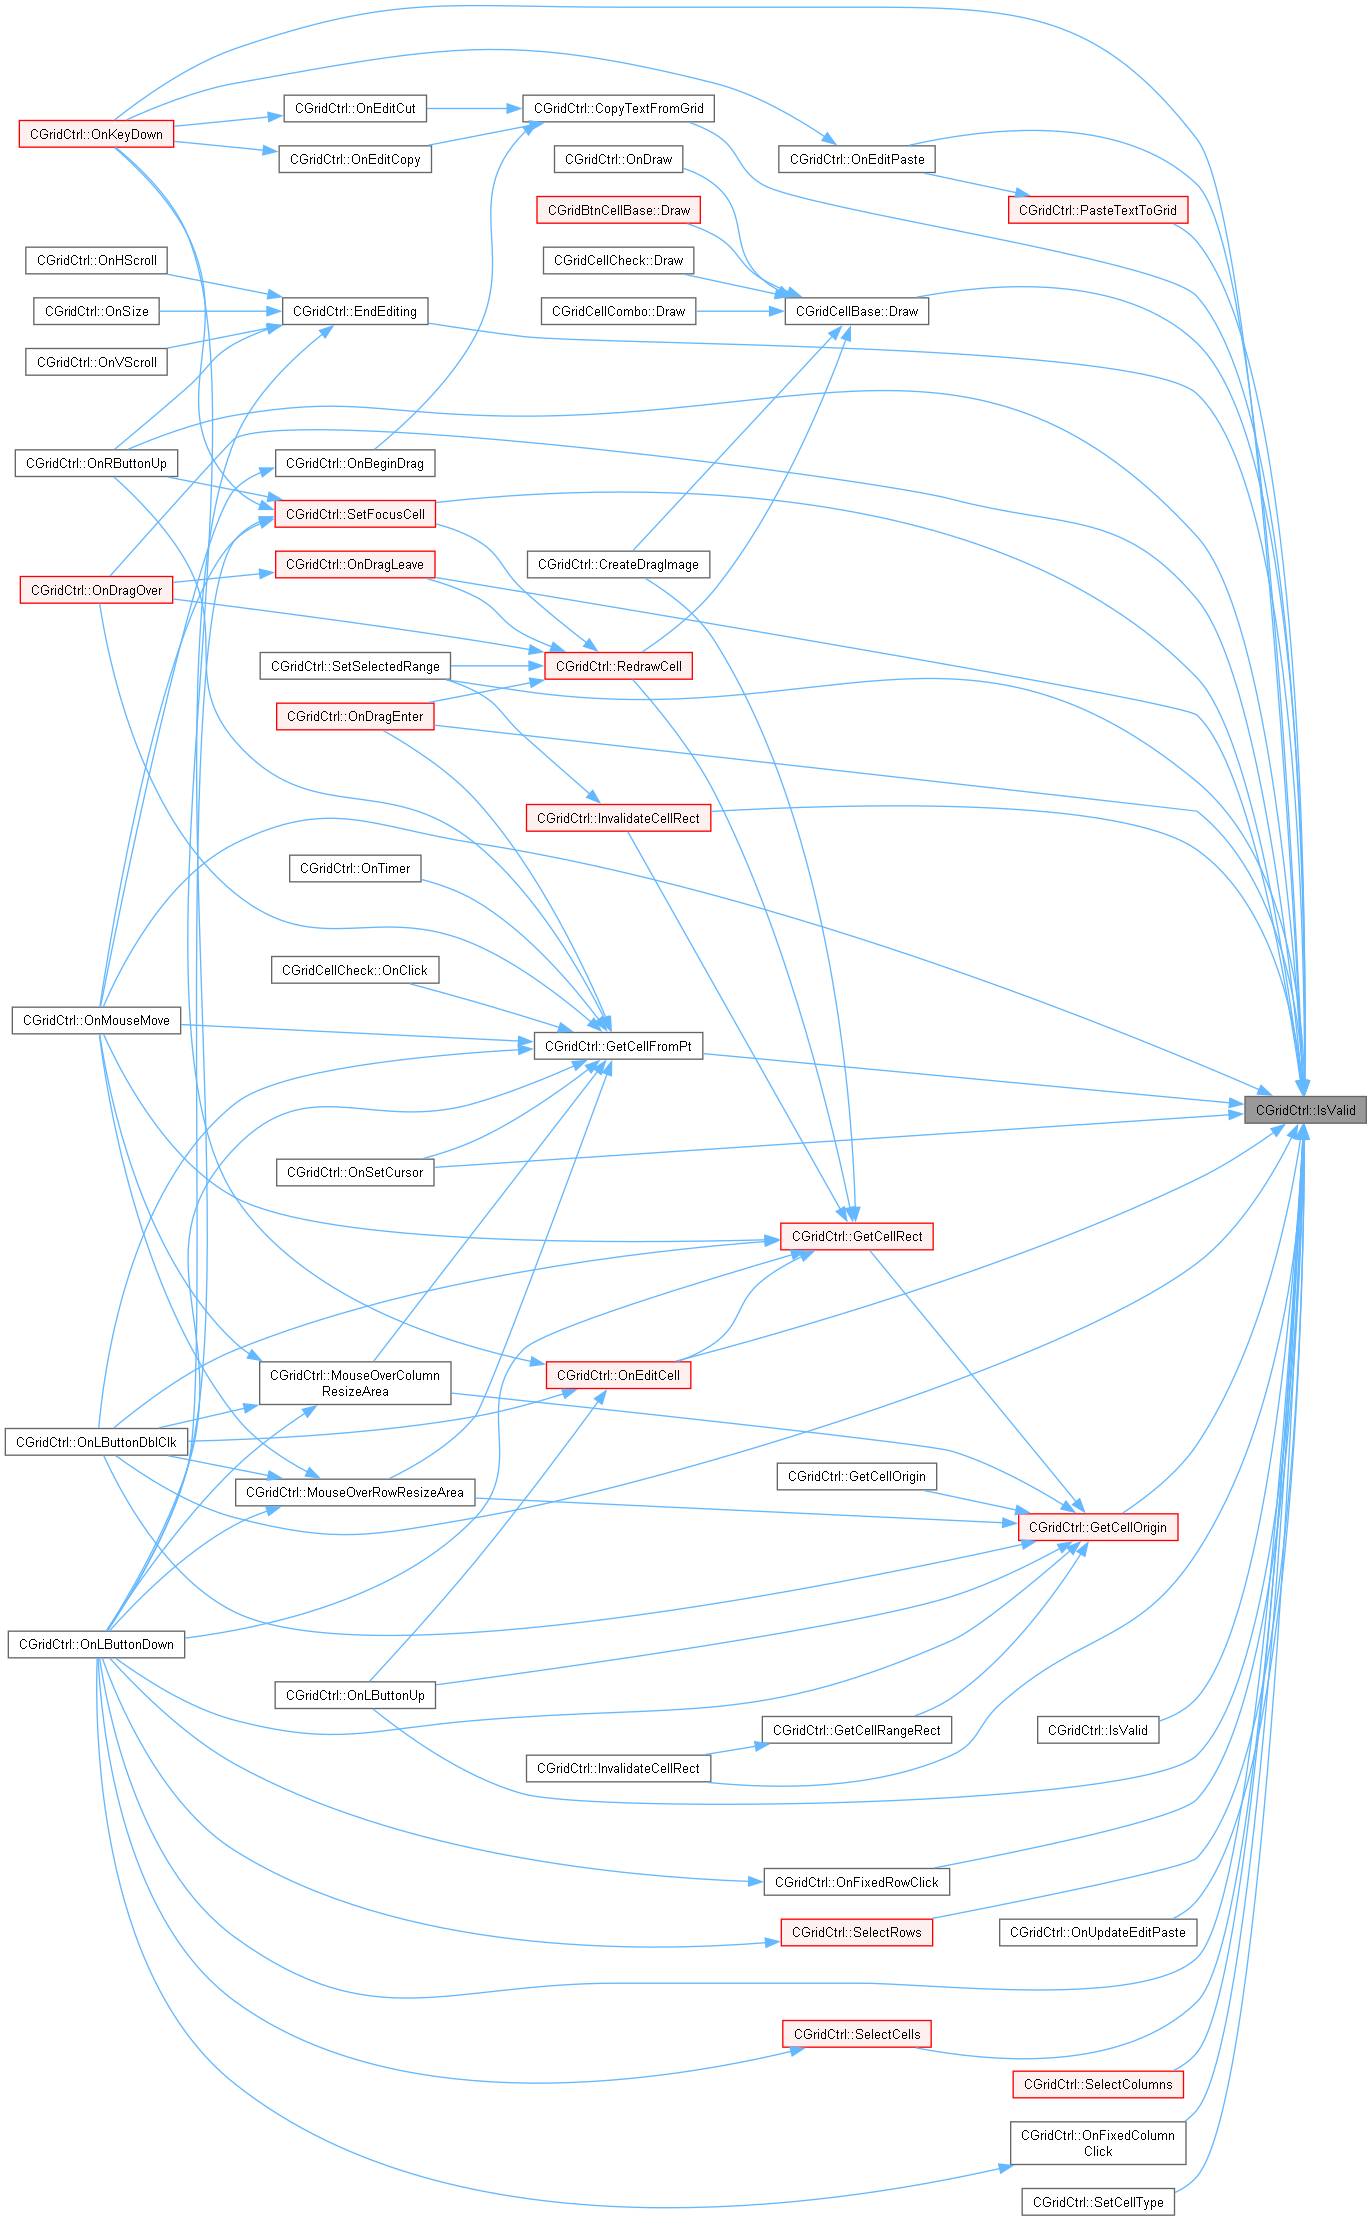 CGridCtrl::OnEditCut
CGridCtrl::CopyTextFromGrid
CGridCtrl::OnKeyDown
CGridCtrl::OnEditCopy
CGridCtrl::OnDraw
CGridCtrl::OnEditPaste
CGridBtnCellBase::Draw
CGridCtrl::PasteTextToGrid
CGridCtrl::OnHScroll
CGridCellCheck::Draw
CGridCtrl::OnSize
CGridCtrl::EndEditing
CGridCellCombo::Draw
CGridCellBase::Draw
CGridCtrl::OnVScroll
CGridCtrl::OnRButtonUp
CGridCtrl::OnBeginDrag
CGridCtrl::SetFocusCell
CGridCtrl::OnDragLeave
CGridCtrl::CreateDragImage
CGridCtrl::OnDragOver
CGridCtrl::SetSelectedRange
CGridCtrl::RedrawCell
CGridCtrl::OnDragEnter
CGridCtrl::InvalidateCellRect
CGridCtrl::OnTimer
CGridCellCheck::OnClick
CGridCtrl::OnMouseMove
CGridCtrl::GetCellFromPt
CGridCtrl::IsValid
CGridCtrl::OnSetCursor
CGridCtrl::GetCellRect
CGridCtrl::MouseOverColumn
ResizeArea
CGridCtrl::OnEditCell
CGridCtrl::OnLButtonDblClk
CGridCtrl::GetCellOrigin
CGridCtrl::MouseOverRowResizeArea
CGridCtrl::GetCellOrigin
CGridCtrl::OnLButtonDown
CGridCtrl::OnLButtonUp
CGridCtrl::GetCellRangeRect
CGridCtrl::IsValid
CGridCtrl::InvalidateCellRect
CGridCtrl::OnFixedRowClick
CGridCtrl::SelectRows
CGridCtrl::OnUpdateEditPaste
CGridCtrl::SelectCells
CGridCtrl::SelectColumns
CGridCtrl::OnFixedColumn
Click
CGridCtrl::SetCellType